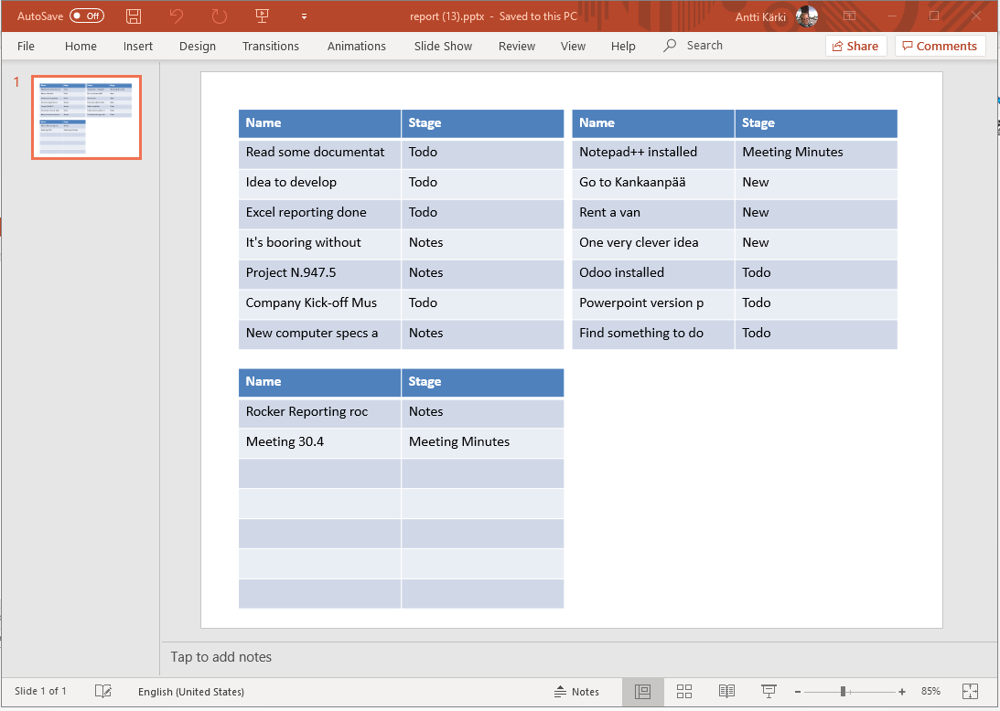 AutoSave Off report (13).pptx - Saved to this PC Antti Kärki
File Home Insert Design Transitions Animations Slide Show Review View Help Search Share Comments
1
Name Stage
Read some documentat Todo
Idea to develop Todo
Excel reporting done Todo
It's booring without Notes
Project N.947.5 Notes
Company Kick-off Mus Todo
New computer specs a Notes
Name Stage
Notepad++ installed Meeting Minutes
Go to Kankaanpää New
Rent a van New
One very clever idea New
Odoo installed Todo
Powerpoint version p Todo
Find something to do Todo
Name Stage
Rocker Reporting roc Notes
Meeting 30.4 Meeting Minutes
Tap to add notes
Slide 1 of 1 English (United States) Notes 85%